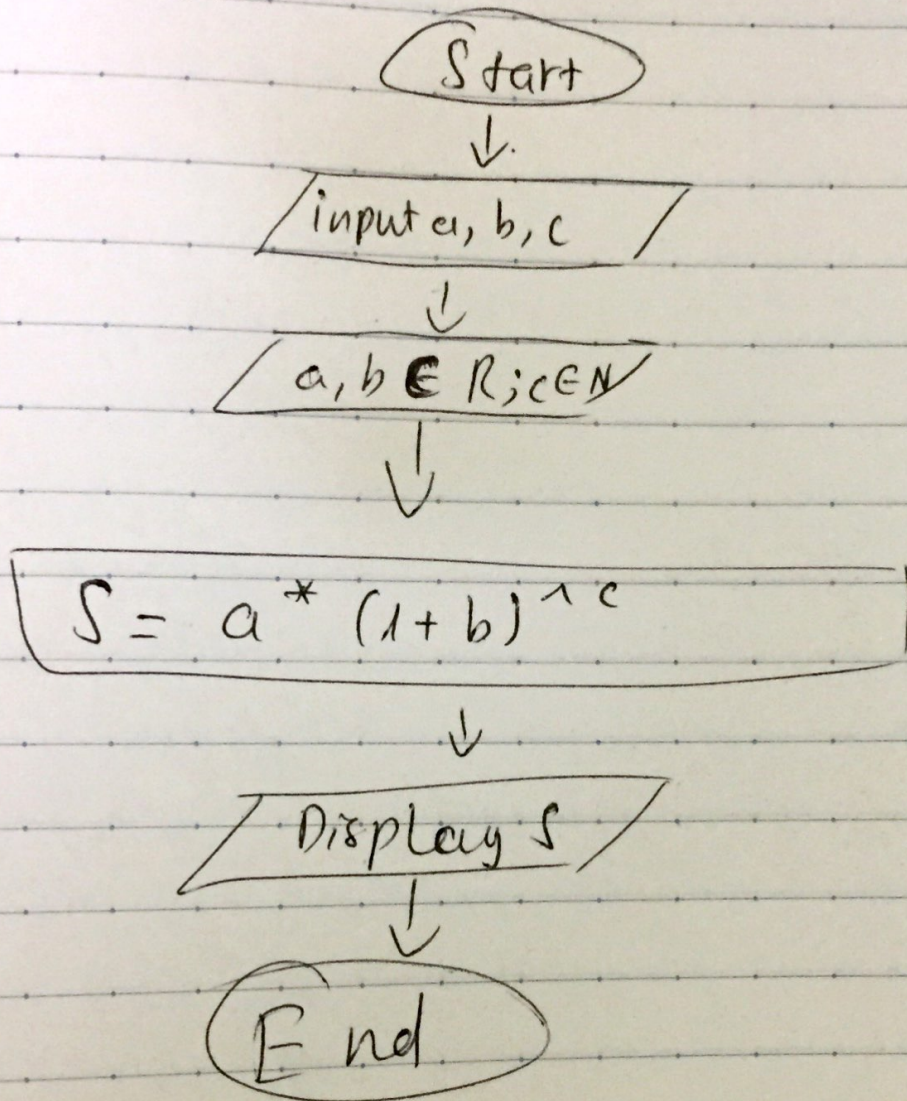 Start
input a, b, c
a, b ∈ R; c ∈ N
S = a * (1 + b) ^ c
Display S
End